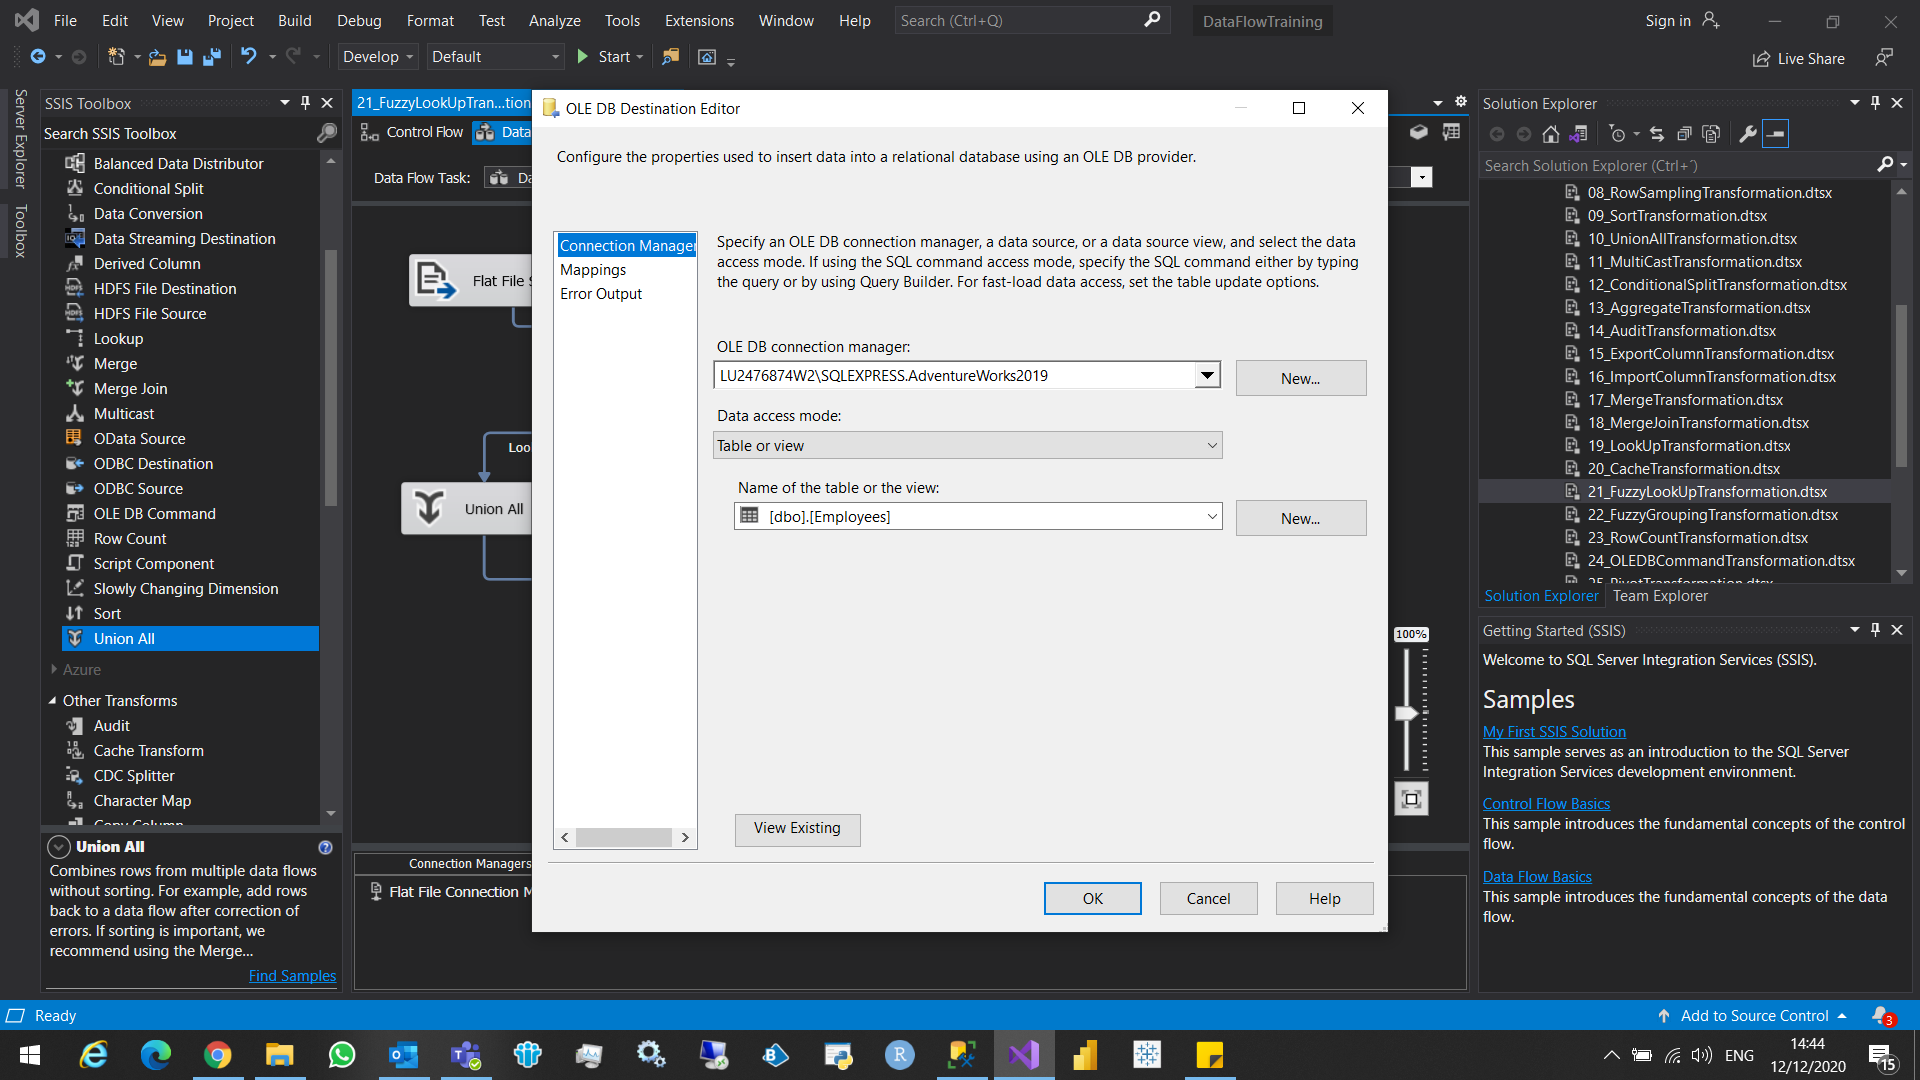 File Edit View Project Build Debug Format Test Analyze Tools Extensions Window Help Search (Ctrl+Q) DataFlowTraining Sign in
Develop Default Start Live Share
Server Explorer
Toolbox
SSIS Toolbox
Search SSIS Toolbox
Balanced Data Distributor
Conditional Split
Data Conversion
Data Streaming Destination
Derived Column
HDFS File Destination
HDFS File Source
Lookup
Merge
Merge Join
Multicast
OData Source
ODBC Destination
ODBC Source
OLE DB Command
Row Count
Script Component
Slowly Changing Dimension
Sort
Union All
Azure
Other Transforms
Audit
Cache Transform
CDC Splitter
Character Map
Copy Column
Union All
Combines rows from multiple data flows
without sorting. For example, add rows
back to a data flow after correction of
errors. If sorting is important, we
recommend using the Merge...
Find Samples
21_FuzzyLookUpTran...tion
Control Flow Data
Data Flow Task: Da
Flat File S
Loo
Union All
100%
Connection Managers
Flat File Connection M
OLE DB Destination Editor
Configure the properties used to insert data into a relational database using an OLE DB provider.
Connection Manager
Mappings
Error Output
Specify an OLE DB connection manager, a data source, or a data source view, and select the data
access mode. If using the SQL command access mode, specify the SQL command either by typing
the query or by using Query Builder. For fast-load data access, set the table update options.
OLE DB connection manager:
LU2476874W2\SQLEXPRESS.AdventureWorks2019 New...
Data access mode:
Table or view
Name of the table or the view:
[dbo].[Employees] New...
View Existing
OK Cancel Help
Solution Explorer
Search Solution Explorer (Ctrl+¨)
08_RowSamplingTransformation.dtsx
09_SortTransformation.dtsx
10_UnionAllTransformation.dtsx
11_MultiCastTransformation.dtsx
12_ConditionalSplitTransformation.dtsx
13_AggregateTransformation.dtsx
14_AuditTransformation.dtsx
15_ExportColumnTransformation.dtsx
16_ImportColumnTransformation.dtsx
17_MergeTransformation.dtsx
18_MergeJoinTransformation.dtsx
19_LookUpTransformation.dtsx
20_CacheTransformation.dtsx
21_FuzzyLookUpTransformation.dtsx
22_FuzzyGroupingTransformation.dtsx
23_RowCountTransformation.dtsx
24_OLEDBCommandTransformation.dtsx
25_PivotTransformation.dtsx
Solution Explorer Team Explorer
Getting Started (SSIS)
Welcome to SQL Server Integration Services (SSIS).
Samples
My First SSIS Solution
This sample serves as an introduction to the SQL Server
Integration Services development environment.
Control Flow Basics
This sample introduces the fundamental concepts of the control
flow.
Data Flow Basics
This sample introduces the fundamental concepts of the data
flow.
Ready Add to Source Control 3
ENG 14:44
12/12/2020 15